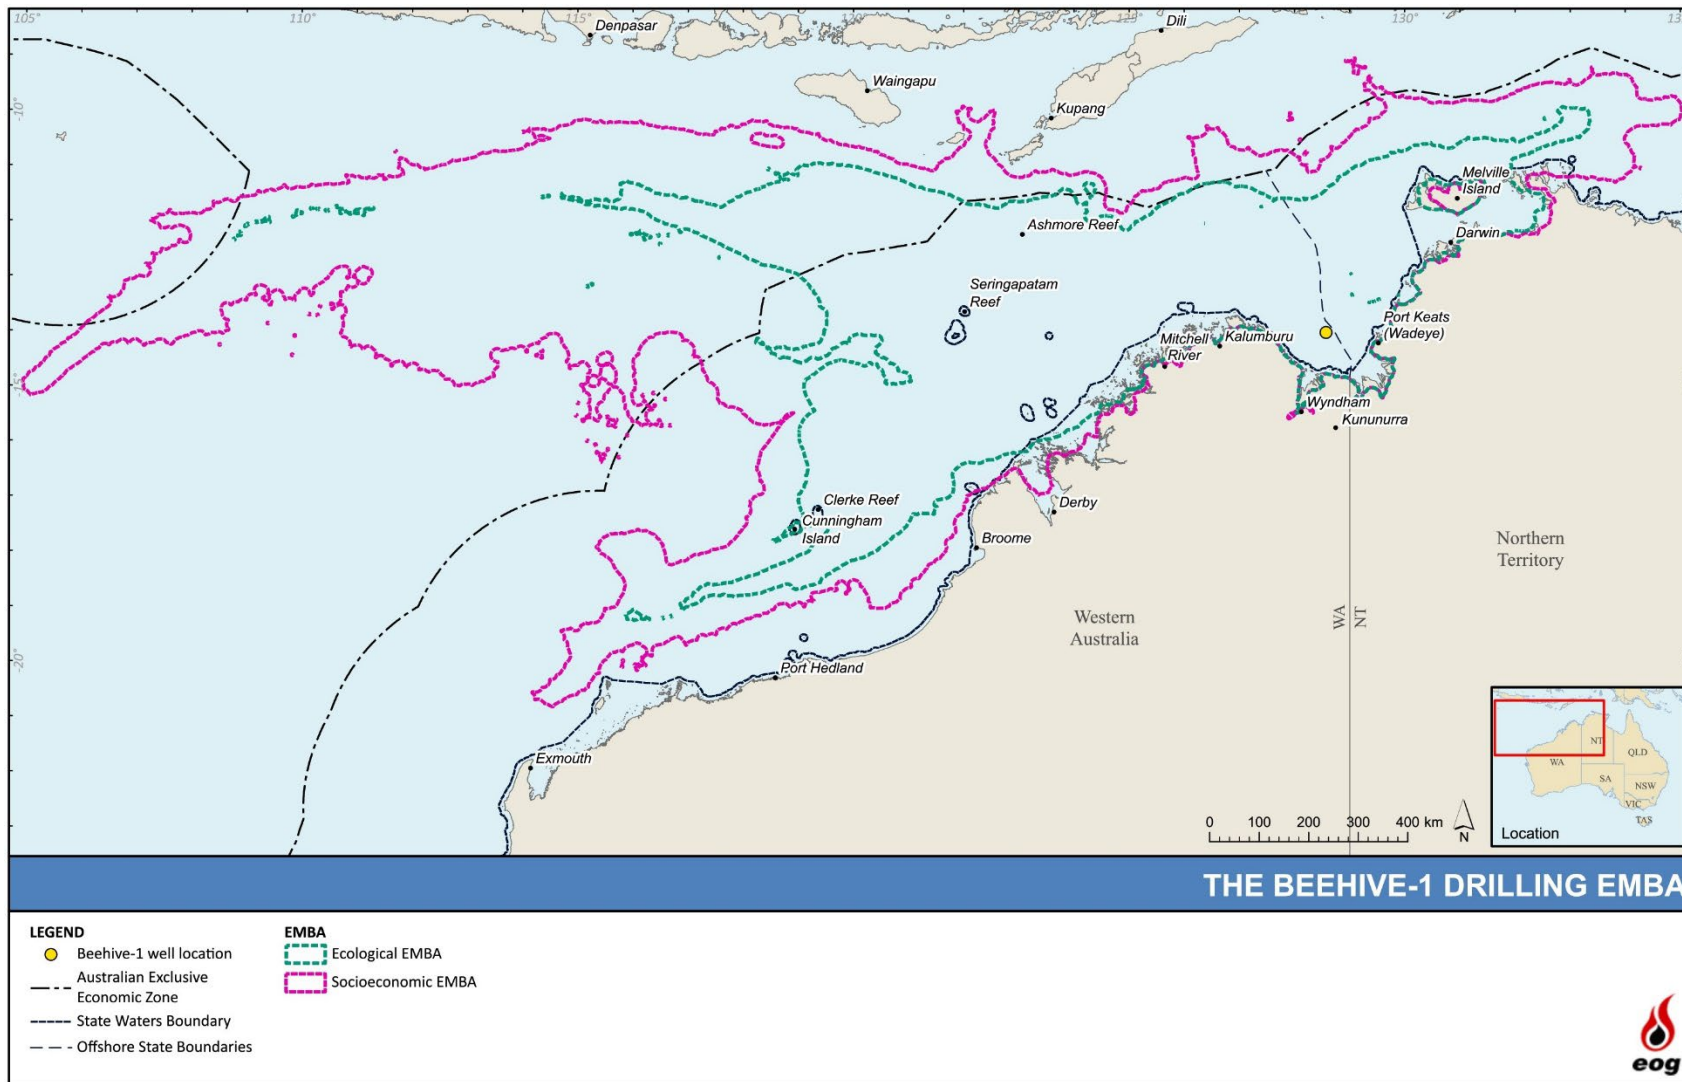 105°
110°
115°
120°
125°
130°
-10°
-15°
-20°
Denpasar
Dili
Waingapu
Kupang
Melville
Island
Ashmore Reef
Darwin
Seringapatam
Reef
Port Keats
(Wadeye)
Mitchell
River
Kalumburu
Wyndham
Kununurra
Clerke Reef
Cunningham
Island
Derby
Broome
Northern
Territory
Western
Australia
WA
NT
Port Hedland
Exmouth
0 100 200 300 400 km
N
NT
QLD
WA
SA
NSW
VIC
TAS
Location
THE BEEHIVE-1 DRILLING EMBA
LEGEND
Beehive-1 well location
Australian Exclusive
Economic Zone
State Waters Boundary
Offshore State Boundaries
EMBA
Ecological EMBA
Socioeconomic EMBA
eog